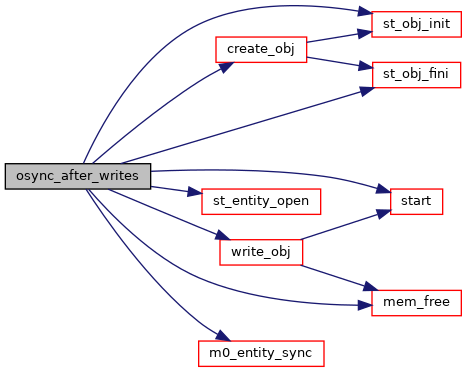 st_obj_init
create_obj
st_obj_fini
osync_after_writes
st_entity_open
start
write_obj
mem_free
m0_entity_sync